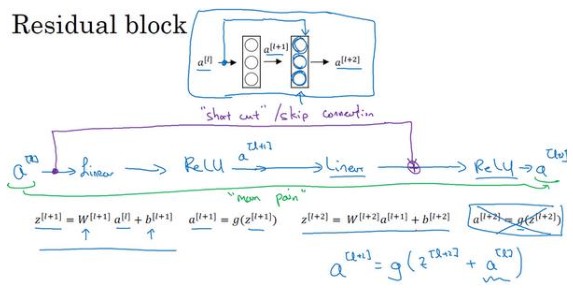 Residual block
a^{[l]} a^{[l+1]} a^{[l+2]}
"short cut" / skip connection
a^{[l]} → Linear → ReLU a^{[l+1]} → Linear → ⊕ → ReLU → a^{[l+2]}
"main path"
z^{[l+1]} = W^{[l+1]} a^{[l]} + b^{[l+1]} a^{[l+1]} = g(z^{[l+1]}) z^{[l+2]} = W^{[l+2]} a^{[l+1]} + b^{[l+2]} a^{[l+2]} = g(z^{[l+2]})
a^{[l+2]} = g(z^{[l+2]} + a^{[l]})